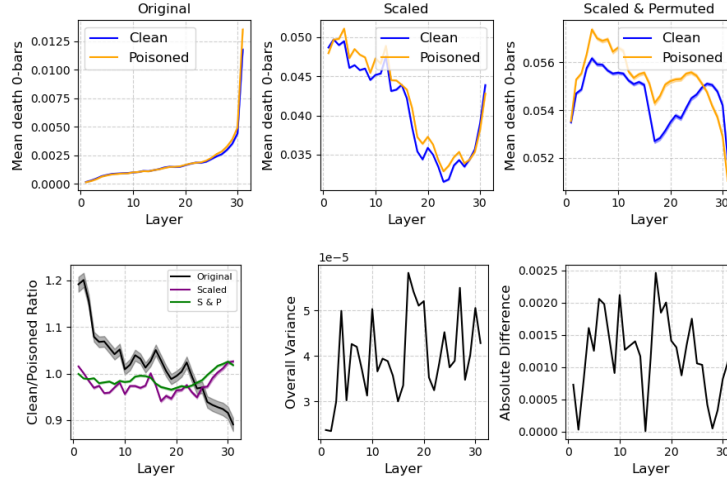 Original
Mean death 0-bars
0.0125
0.0100
0.0075
0.0050
0.0025
0.0000
Clean
Poisoned
0
10
20
30
Layer
Scaled
Mean death 0-bars
0.050
0.045
0.040
0.035
Clean
Poisoned
0
10
20
30
Layer
Scaled & Permuted
Mean death 0-bars
0.056
0.054
0.052
Clean
Poisoned
0
10
20
30
Layer
Clean/Poisoned Ratio
1.2
1.1
1.0
0.9
Original
Scaled
S & P
0
10
20
30
Layer
1e−5
Overall Variance
5
4
3
0
10
20
30
Layer
Absolute Difference
0.0025
0.0020
0.0015
0.0010
0.0005
0.0000
0
10
20
30
Layer